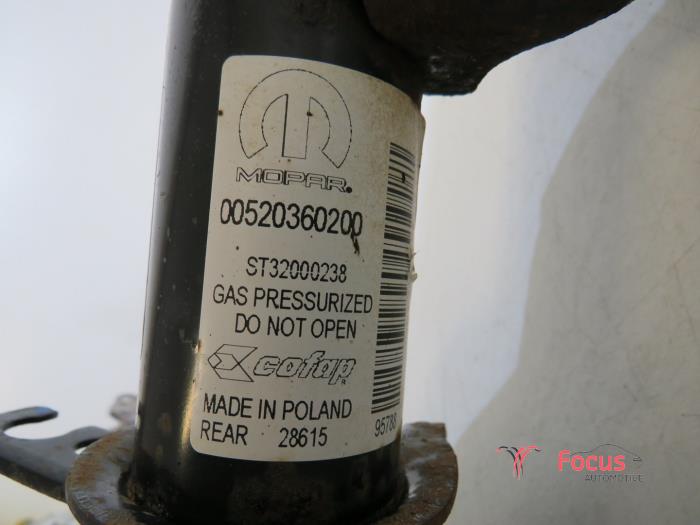 MOPAR®
00520360200
ST32000238
GAS PRESSURIZED
DO NOT OPEN
cofap®
MADE IN POLAND
REAR 28615
95788
Focus
AUTOMOTIVE